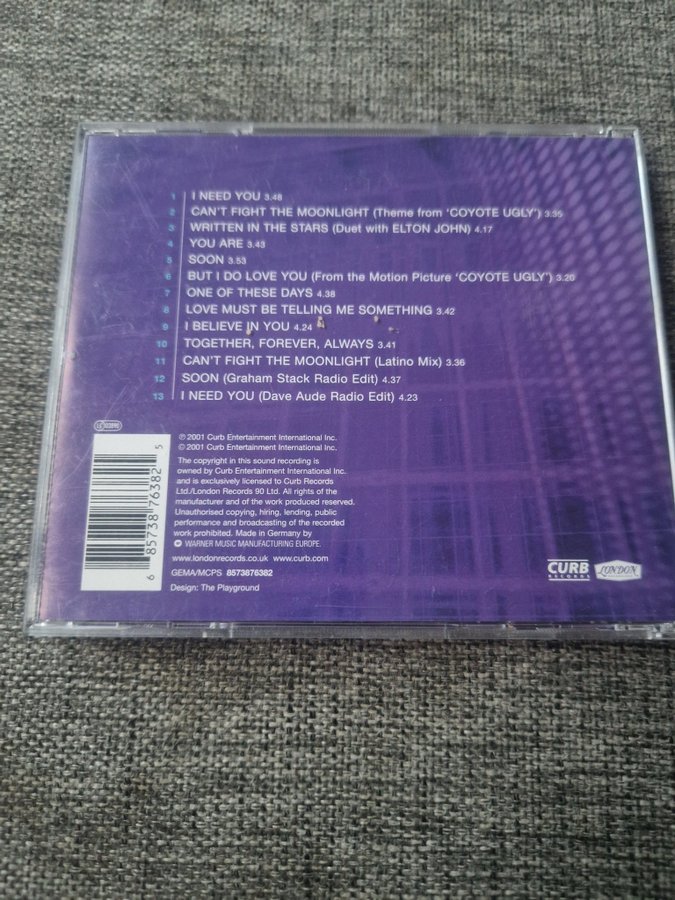 1 I NEED YOU 3.48
2 CAN'T FIGHT THE MOONLIGHT (Theme from 'COYOTE UGLY') 3.35
3 WRITTEN IN THE STARS (Duet with ELTON JOHN) 4.17
4 YOU ARE 3.43
5 SOON 3.53
6 BUT I DO LOVE YOU (From the Motion Picture 'COYOTE UGLY') 3.20
7 ONE OF THESE DAYS 4.38
8 LOVE MUST BE TELLING ME SOMETHING 3.42
9 I BELIEVE IN YOU 4.24
10 TOGETHER, FOREVER, ALWAYS 3.41
11 CAN'T FIGHT THE MOONLIGHT (Latino Mix) 3.36
12 SOON (Graham Stack Radio Edit) 4.37
13 I NEED YOU (Dave Aude Radio Edit) 4.23
℗ 2001 Curb Entertainment International Inc.
© 2001 Curb Entertainment International Inc.
The copyright in this sound recording is
owned by Curb Entertainment International Inc.
and is exclusively licensed to Curb Records
Ltd./London Records 90 Ltd. All rights of the
manufacturer and of the work produced reserved.
Unauthorised copying, hiring, lending, public
performance and broadcasting of the recorded
work prohibited. Made in Germany by
WARNER MUSIC MANUFACTURING EUROPE.
www.londonrecords.co.uk www.curb.com
GEMA/MCPS 8573876382
Design: The Playground
6 85738 76382 5
CURB
RECORDS
LONDON